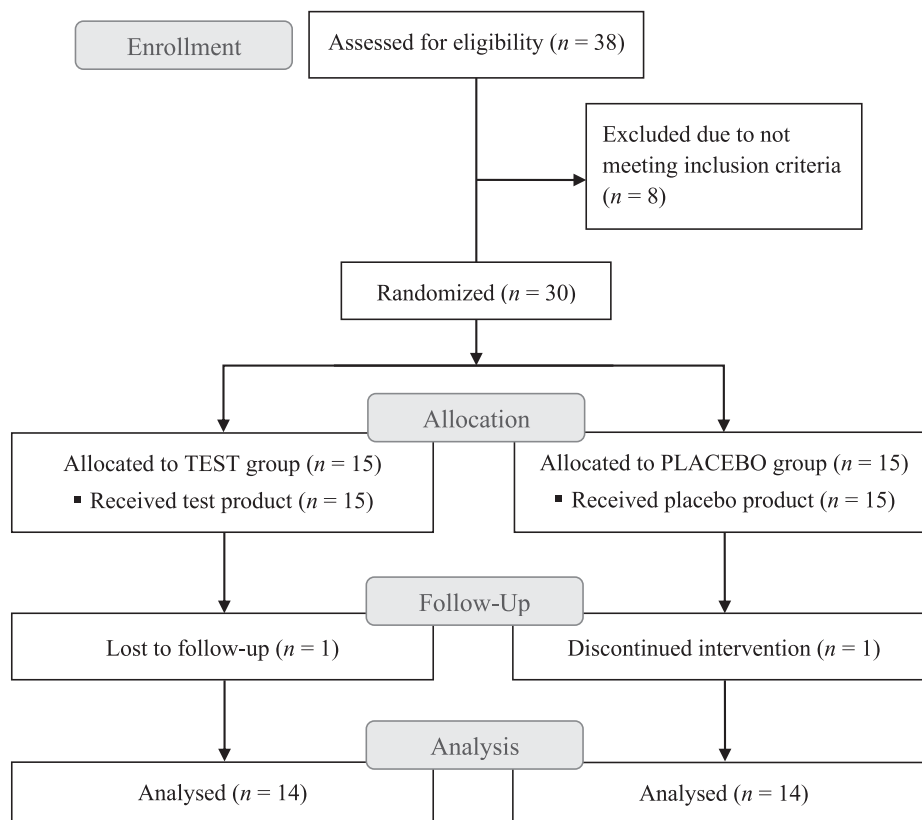 Enrollment
Assessed for eligibility (n = 38)
Excluded due to not
meeting inclusion criteria
(n = 8)
Randomized (n = 30)
Allocation
Allocated to TEST group (n = 15)
▪ Received test product (n = 15)
Allocated to PLACEBO group (n = 15)
▪ Received placebo product (n = 15)
Follow-Up
Lost to follow-up (n = 1)
Discontinued intervention (n = 1)
Analysis
Analysed (n = 14)
Analysed (n = 14)